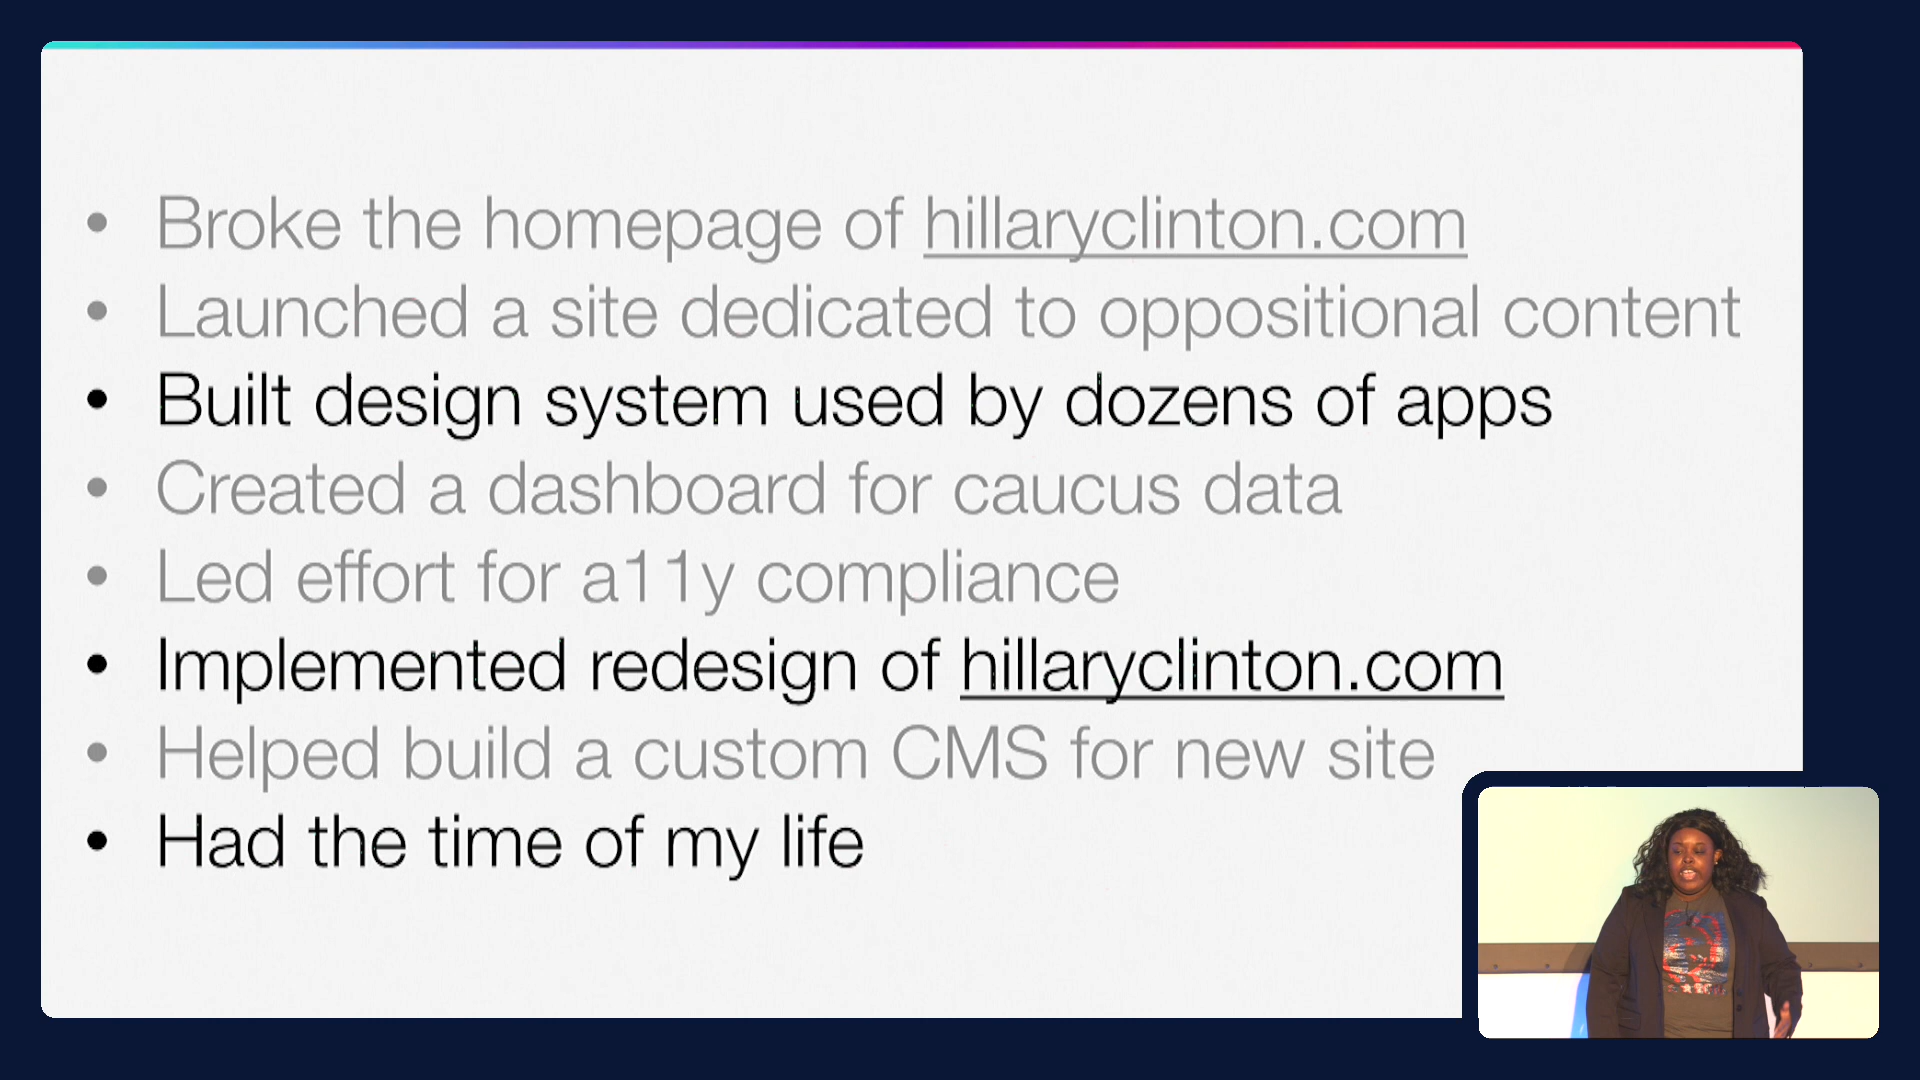 • Broke the homepage of hillaryclinton.com
• Launched a site dedicated to oppositional content
• Built design system used by dozens of apps
• Created a dashboard for caucus data
• Led effort for a11y compliance
• Implemented redesign of hillaryclinton.com
• Helped build a custom CMS for new site
• Had the time of my life